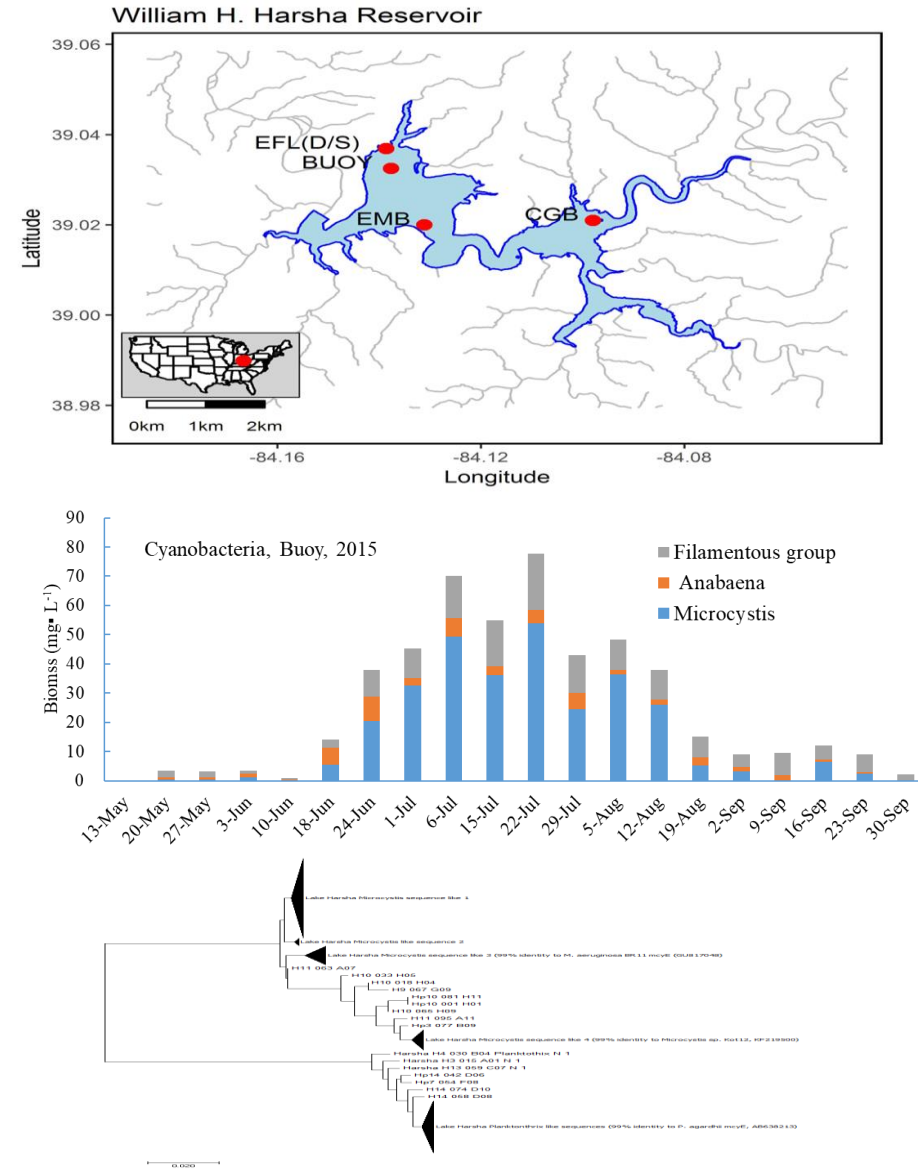 William H. Harsha Reservoir
39.06
39.04
39.02
39.00
38.98
Latitude
EFL(D/S)
BUOY
EMB
CGB
0km 1km 2km
-84.16 -84.12 -84.08
Longitude
Cyanobacteria, Buoy, 2015
Filamentous group
Anabaena
Microcystis
90
80
70
60
50
40
30
20
10
0
Biomss (mg▪ L-1)
13-May 20-May 27-May 3-Jun 10-Jun 18-Jun 24-Jun 1-Jul 6-Jul 15-Jul 22-Jul 29-Jul 5-Aug 12-Aug 19-Aug 2-Sep 9-Sep 16-Sep 23-Sep 30-Sep
Lake Harsha Microcystis sequence like 1
Lake Harsha Microcystis like sequence 2
Lake Harsha Microcystis sequence like 3 (99% identity to M. aeruginosa BR11 mcyE (GU817048)
H11 063 A07
H10 033 H05
H10 018 H04
H9 067 G09
Hp10 081 H11
Hp10 001 H01
H10 065 H09
H11 095 A11
Hp3 077 B09
Lake Harsha Microcystis sequence like 4 (99% identity to Microcystis sp. Kot12,
Harsha H4 030 B04 Planktothix N 1
Harsha H3 015 A01 N 1
Harsha H13 059 C07 N 1
Hp14 042 D06
Hp7 054 F08
H14 074 D10
H14 058 D08
Lake Harsha Planktonthrix like sequences (99% identity to P. agardhii mcyE, AB638213)
0.020